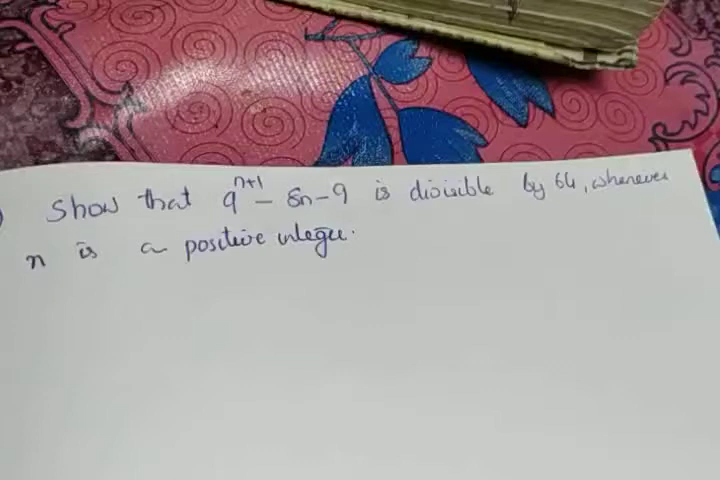 ) Show that 9^{n+1} - 8n - 9 is divisible by 64, whenever
n is a positive integer.